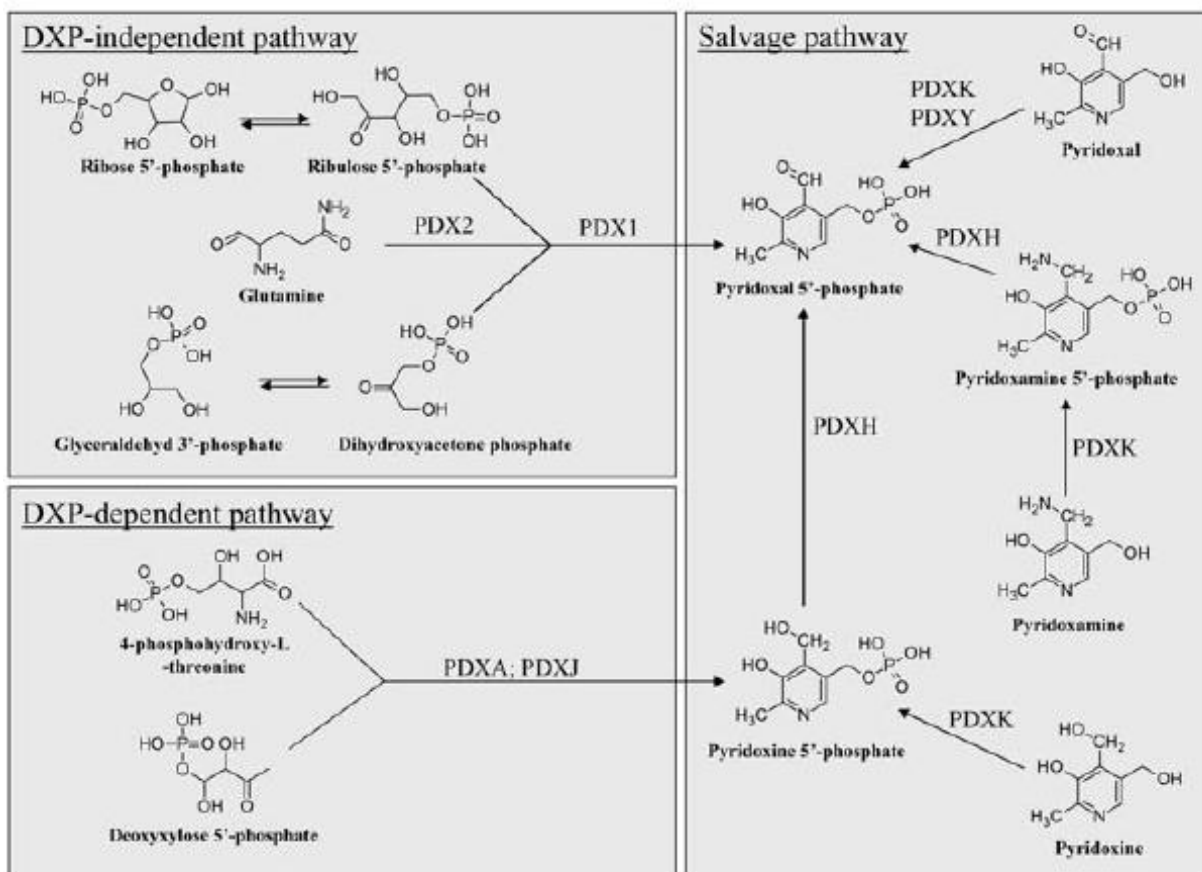 DXP-independent pathway
Ribose 5'-phosphate
Ribulose 5'-phosphate
PDX2
PDX1
Glutamine
Glyceraldehyd 3'-phosphate
Dihydroxyacetone phosphate
DXP-dependent pathway
4-phosphohydroxy-L
-threonine
PDXA; PDXJ
Deoxyxylose 5'-phosphate
Salvage pathway
PDXK
PDXY
Pyridoxal
Pyridoxal 5'-phosphate
PDXH
Pyridoxamine 5'-phosphate
PDXH
PDXK
Pyridoxamine
Pyridoxine 5'-phosphate
PDXK
Pyridoxine